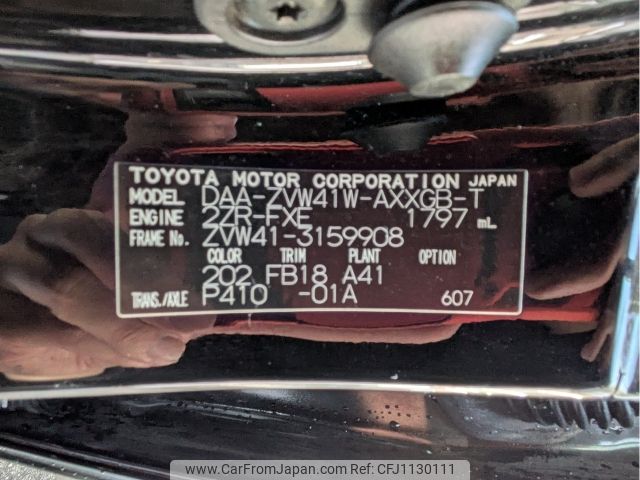 TOYOTA MOTOR CORPORATION JAPAN
MODEL DAA-ZVW41W-AXXGB-T
ENGINE 2ZR-FXE 1797 mL
FRAME No. ZVW41-3159908
COLOR TRIM PLANT OPTION
202 FB18 A41
TRANS./AXLE P410 -01A 607
www.CarFromJapan.com | CFJ1130111